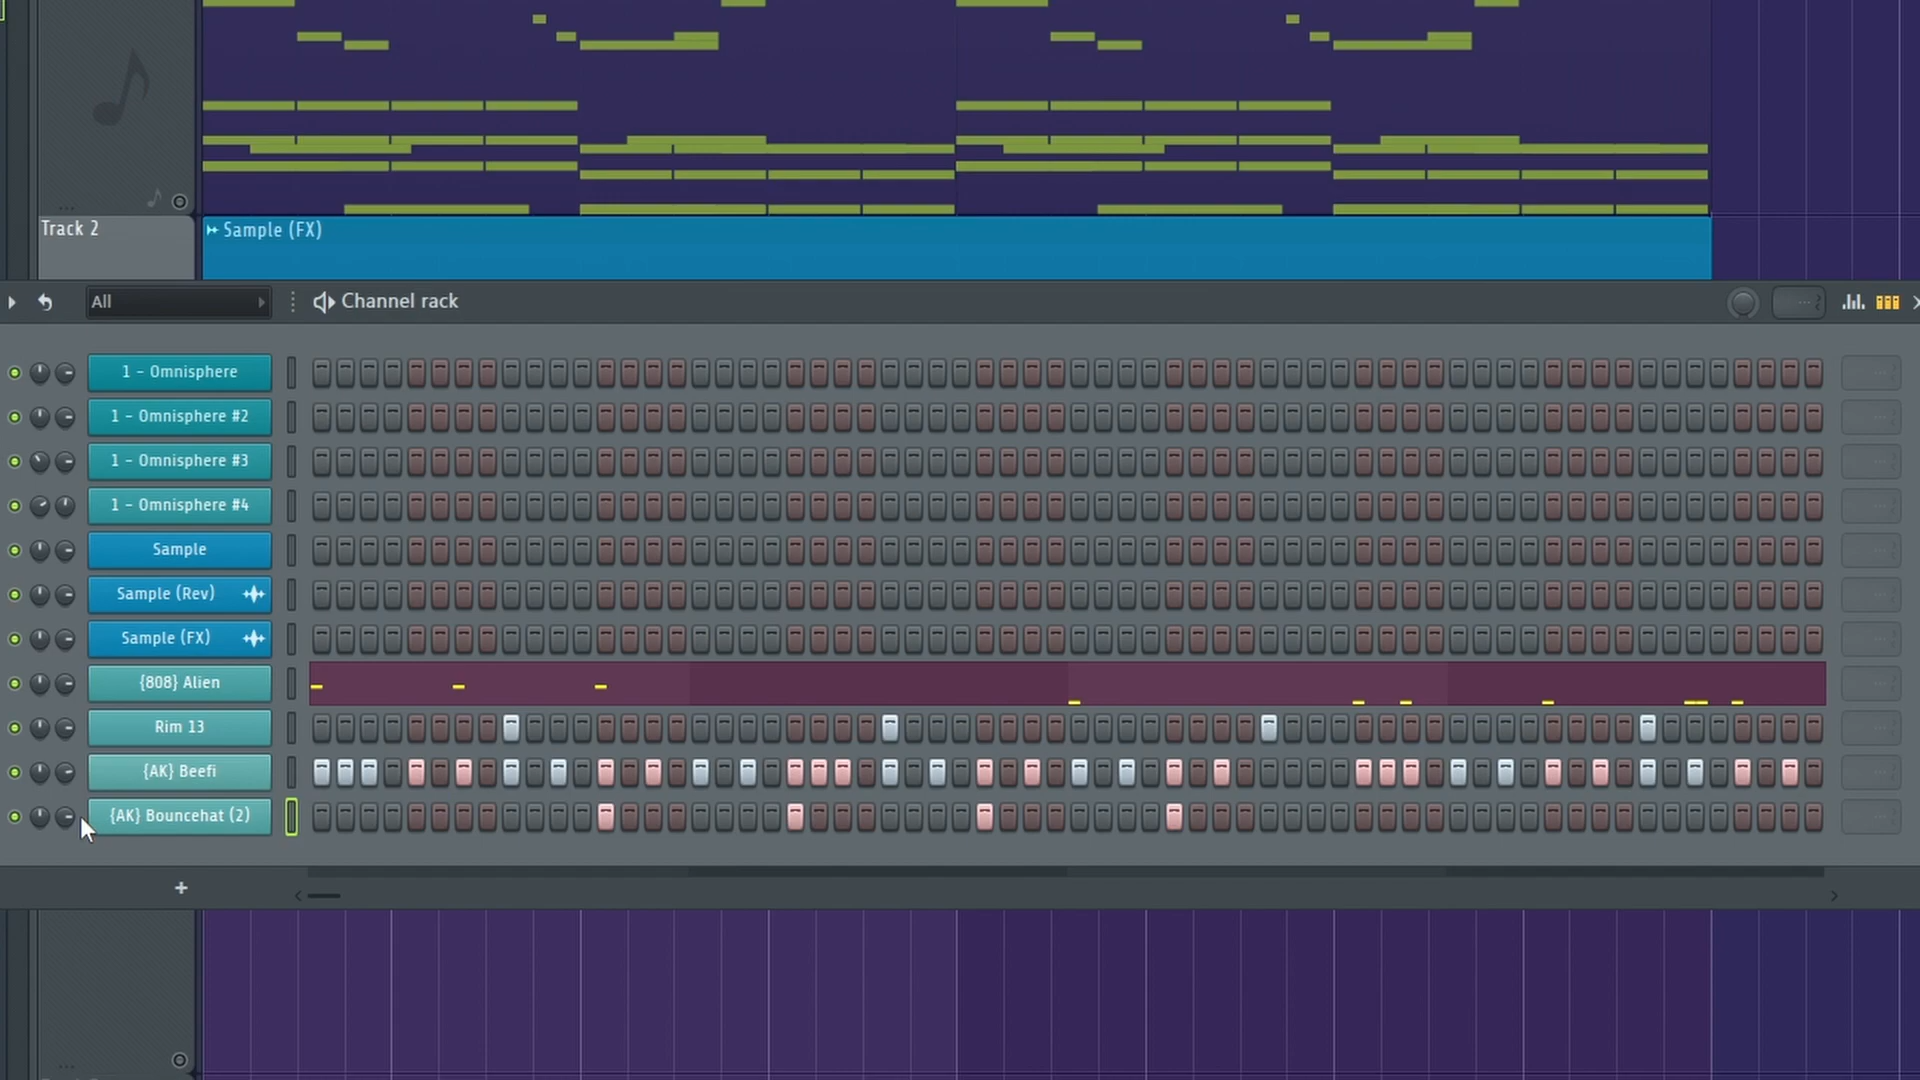 Track 2
Sample (FX)
All
Channel rack
1 - Omnisphere
1 - Omnisphere #2
1 - Omnisphere #3
1 - Omnisphere #4
Sample
Sample (Rev)
Sample (FX)
{808} Alien
Rim 13
{AK} Beefi
{AK} Bouncehat (2)